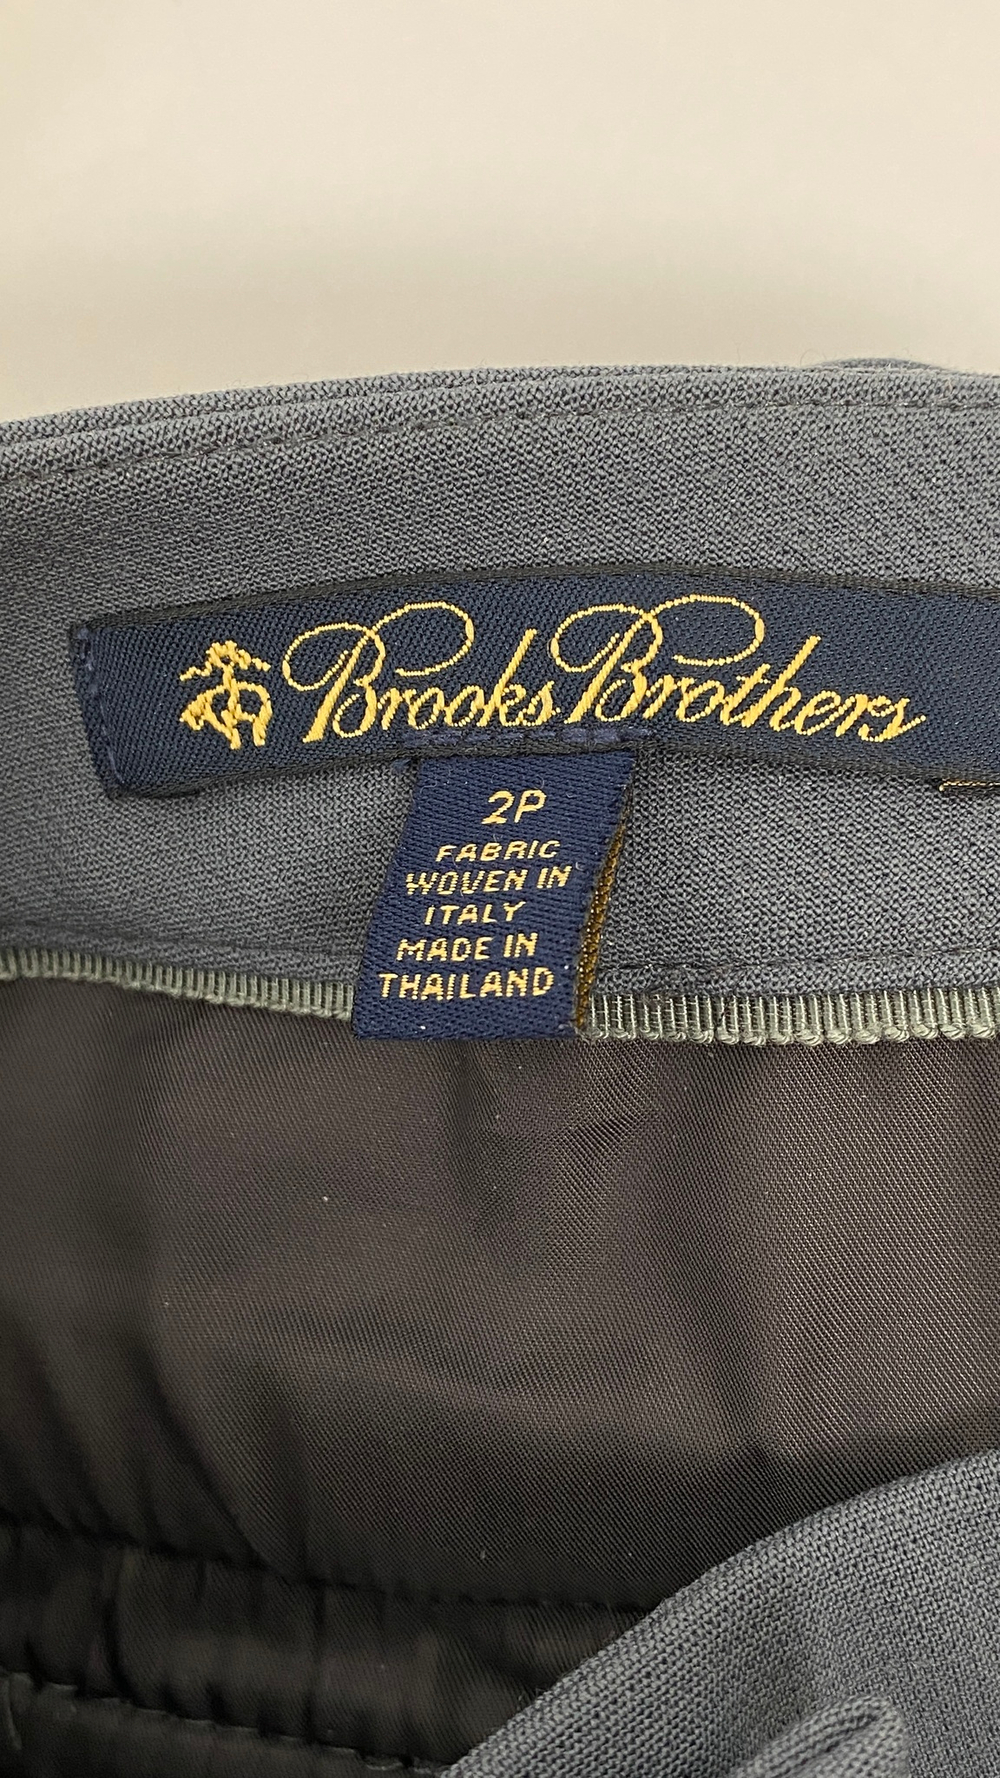 Brooks Brothers
2P
FABRIC
WOVEN IN
ITALY
MADE IN
THAILAND